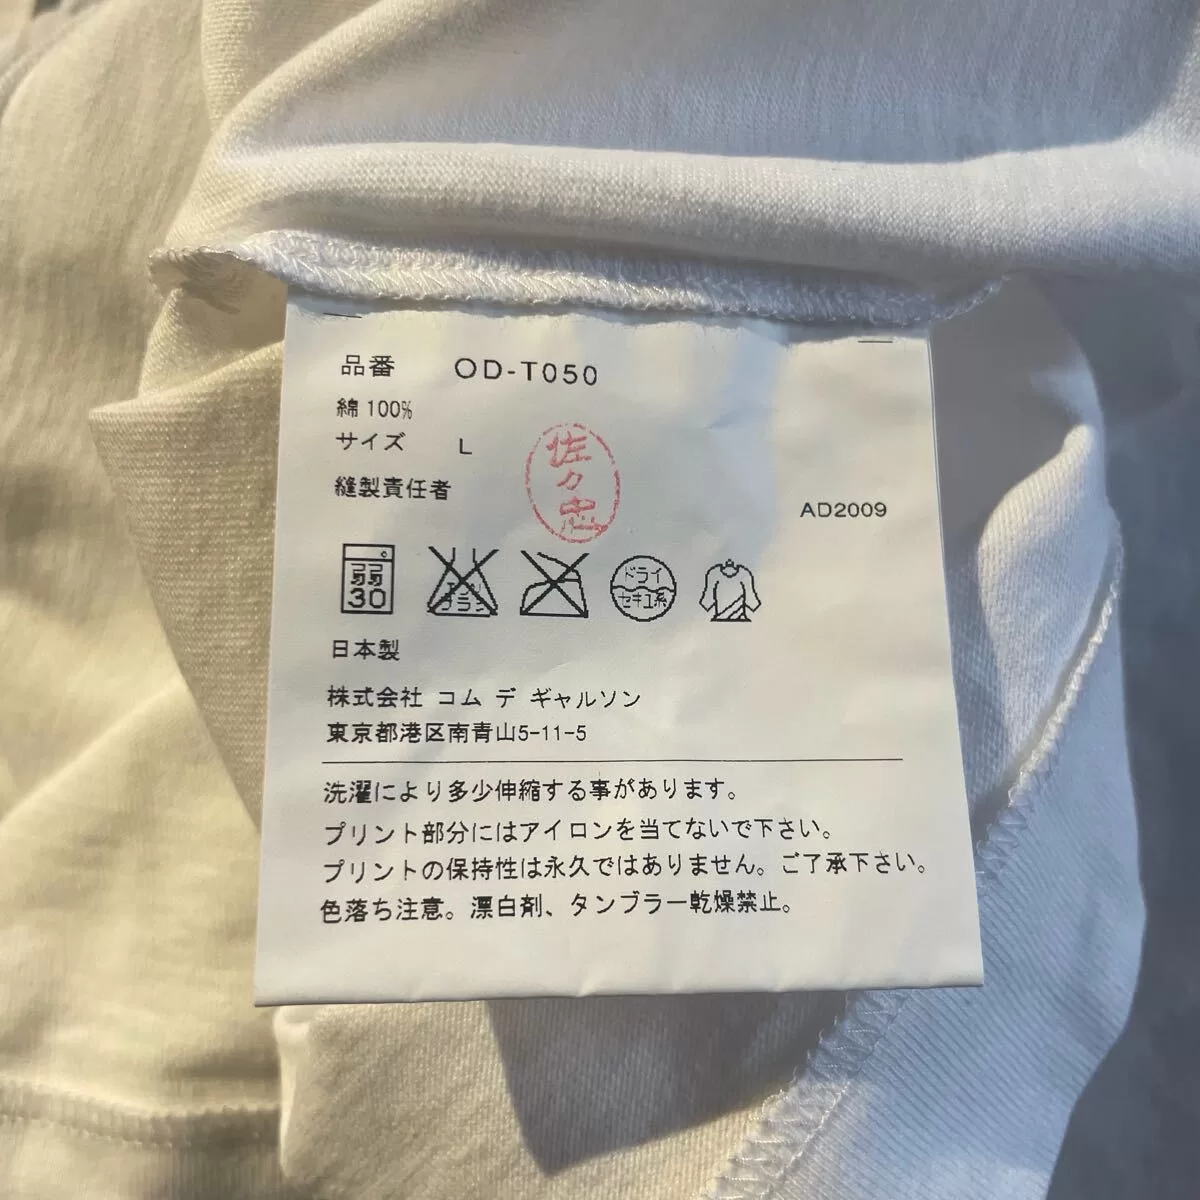 品番 OD-T050
綿 100%
サイズ L
縫製責任者
佐々忠
AD2009
弱 30
エンソ ブラシ
ドライ セキユ系
日本製
株式会社 コム デ ギャルソン
東京都港区南青山5-11-5
洗濯により多少伸縮する事があります。
プリント部分にはアイロンを当てないで下さい。
プリントの保持性は永久ではありません。ご了承下さい。
色落ち注意。漂白剤、タンブラー乾燥禁止。